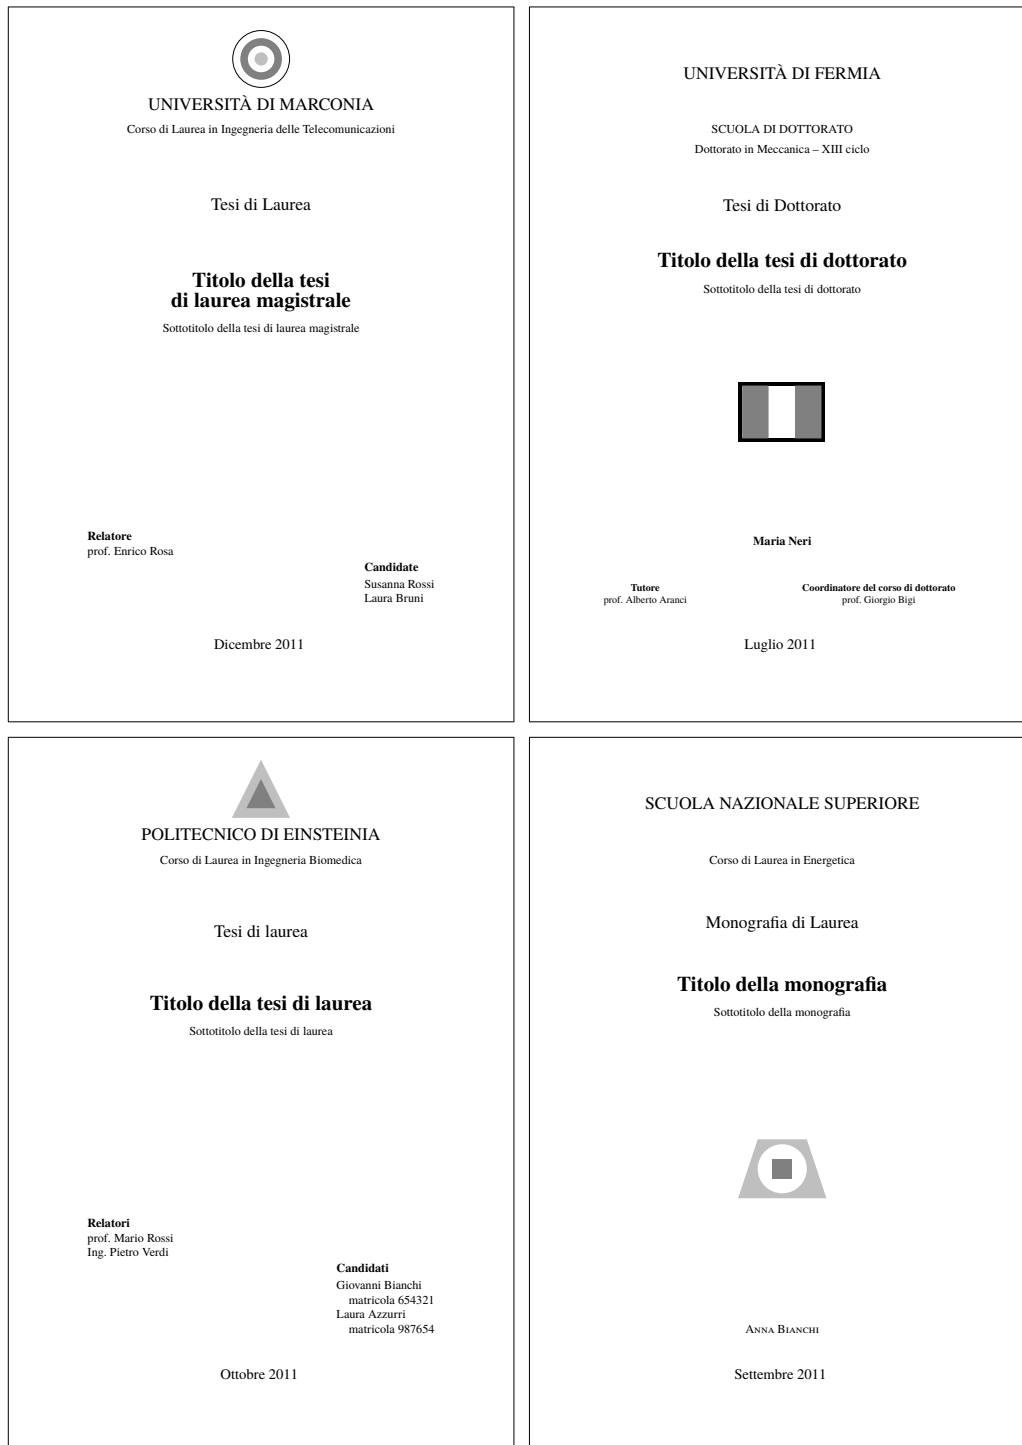 UNIVERSITÀ DI MARCONIA
Corso di Laurea in Ingegneria delle Telecomunicazioni
Tesi di Laurea
Titolo della tesi
di laurea magistrale
Sottotitolo della tesi di laurea magistrale
Relatore
prof. Enrico Rosa
Candidate
Susanna Rossi
Laura Bruni
Dicembre 2011
UNIVERSITÀ DI FERMIA
SCUOLA DI DOTTORATO
Dottorato in Meccanica – XIII ciclo
Tesi di Dottorato
Titolo della tesi di dottorato
Sottotitolo della tesi di dottorato
Maria Neri
Tutore
prof. Alberto Aranci
Coordinatore del corso di dottorato
prof. Giorgio Bigi
Luglio 2011
POLITECNICO DI EINSTEINIA
Corso di Laurea in Ingegneria Biomedica
Tesi di laurea
Titolo della tesi di laurea
Sottotitolo della tesi di laurea
Relatori
prof. Mario Rossi
Ing. Pietro Verdi
Candidati
Giovanni Bianchi
matricola 654321
Laura Azzurri
matricola 987654
Ottobre 2011
SCUOLA NAZIONALE SUPERIORE
Corso di Laurea in Energetica
Monografia di Laurea
Titolo della monografia
Sottotitolo della monografia
Anna Bianchi
Settembre 2011